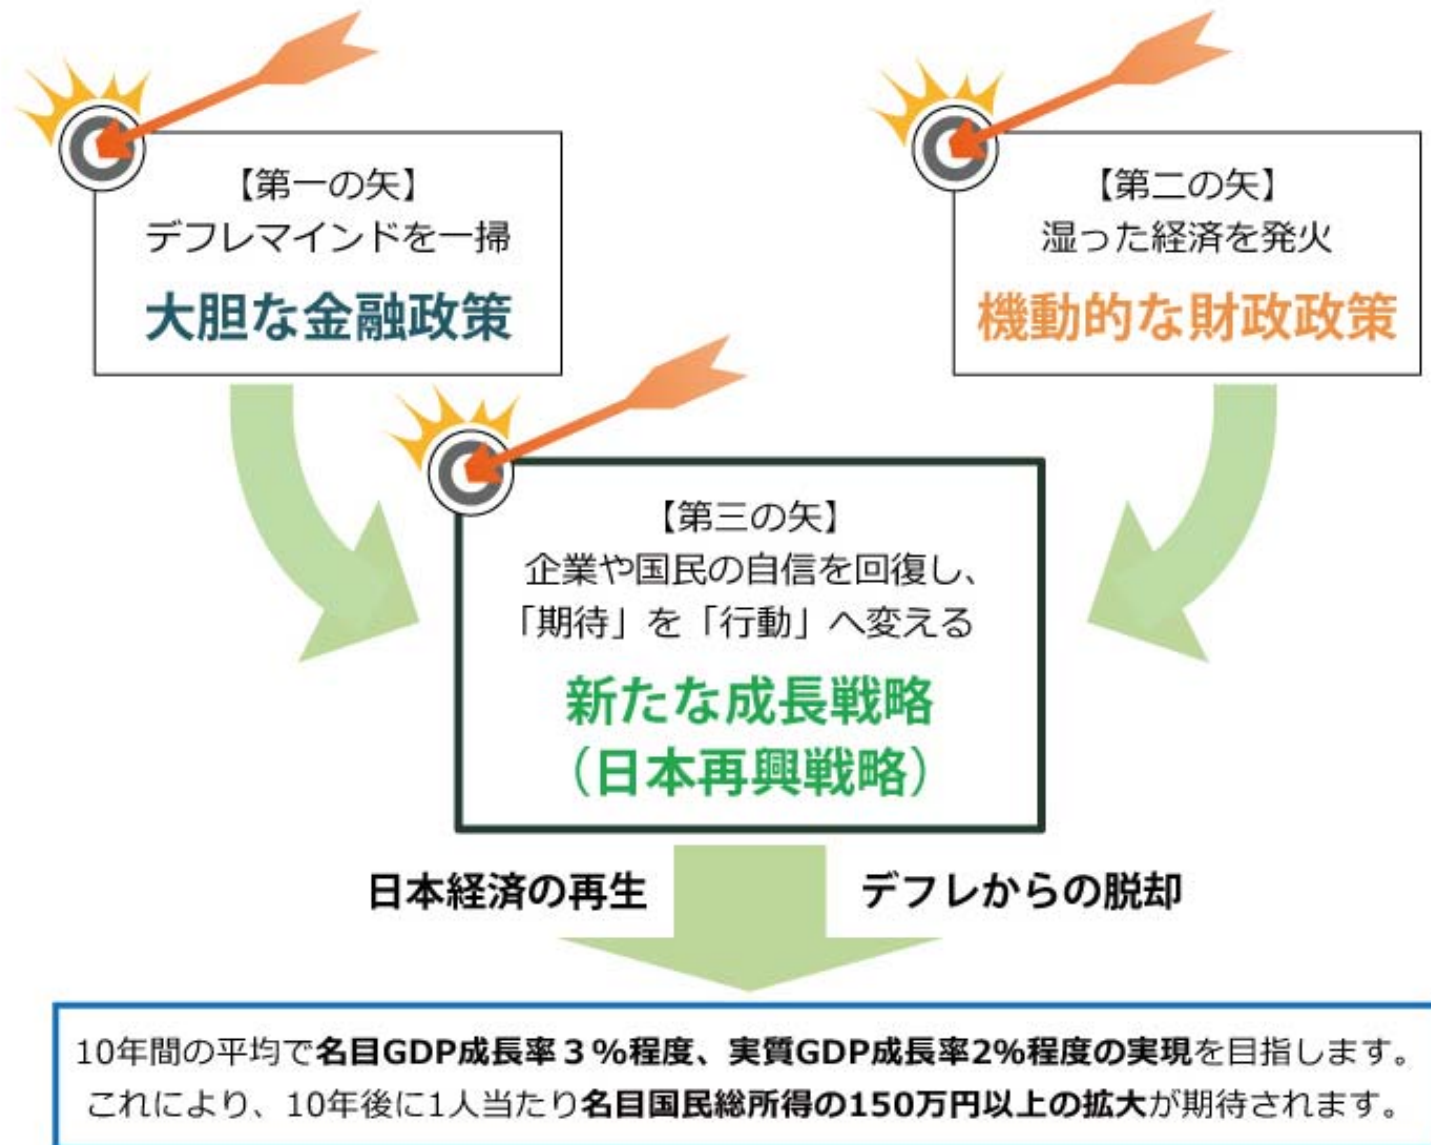 【第一の矢】
デフレマインドを一掃
大胆な金融政策
【第二の矢】
湿った経済を発火
機動的な財政政策
【第三の矢】
企業や国民の自信を回復し、
「期待」を「行動」へ変える
新たな成長戦略
（日本再興戦略）
日本経済の再生
デフレからの脱却
10年間の平均で名目GDP成長率３%程度、実質GDP成長率2%程度の実現を目指します。
これにより、10年後に1人当たり名目国民総所得の150万円以上の拡大が期待されます。